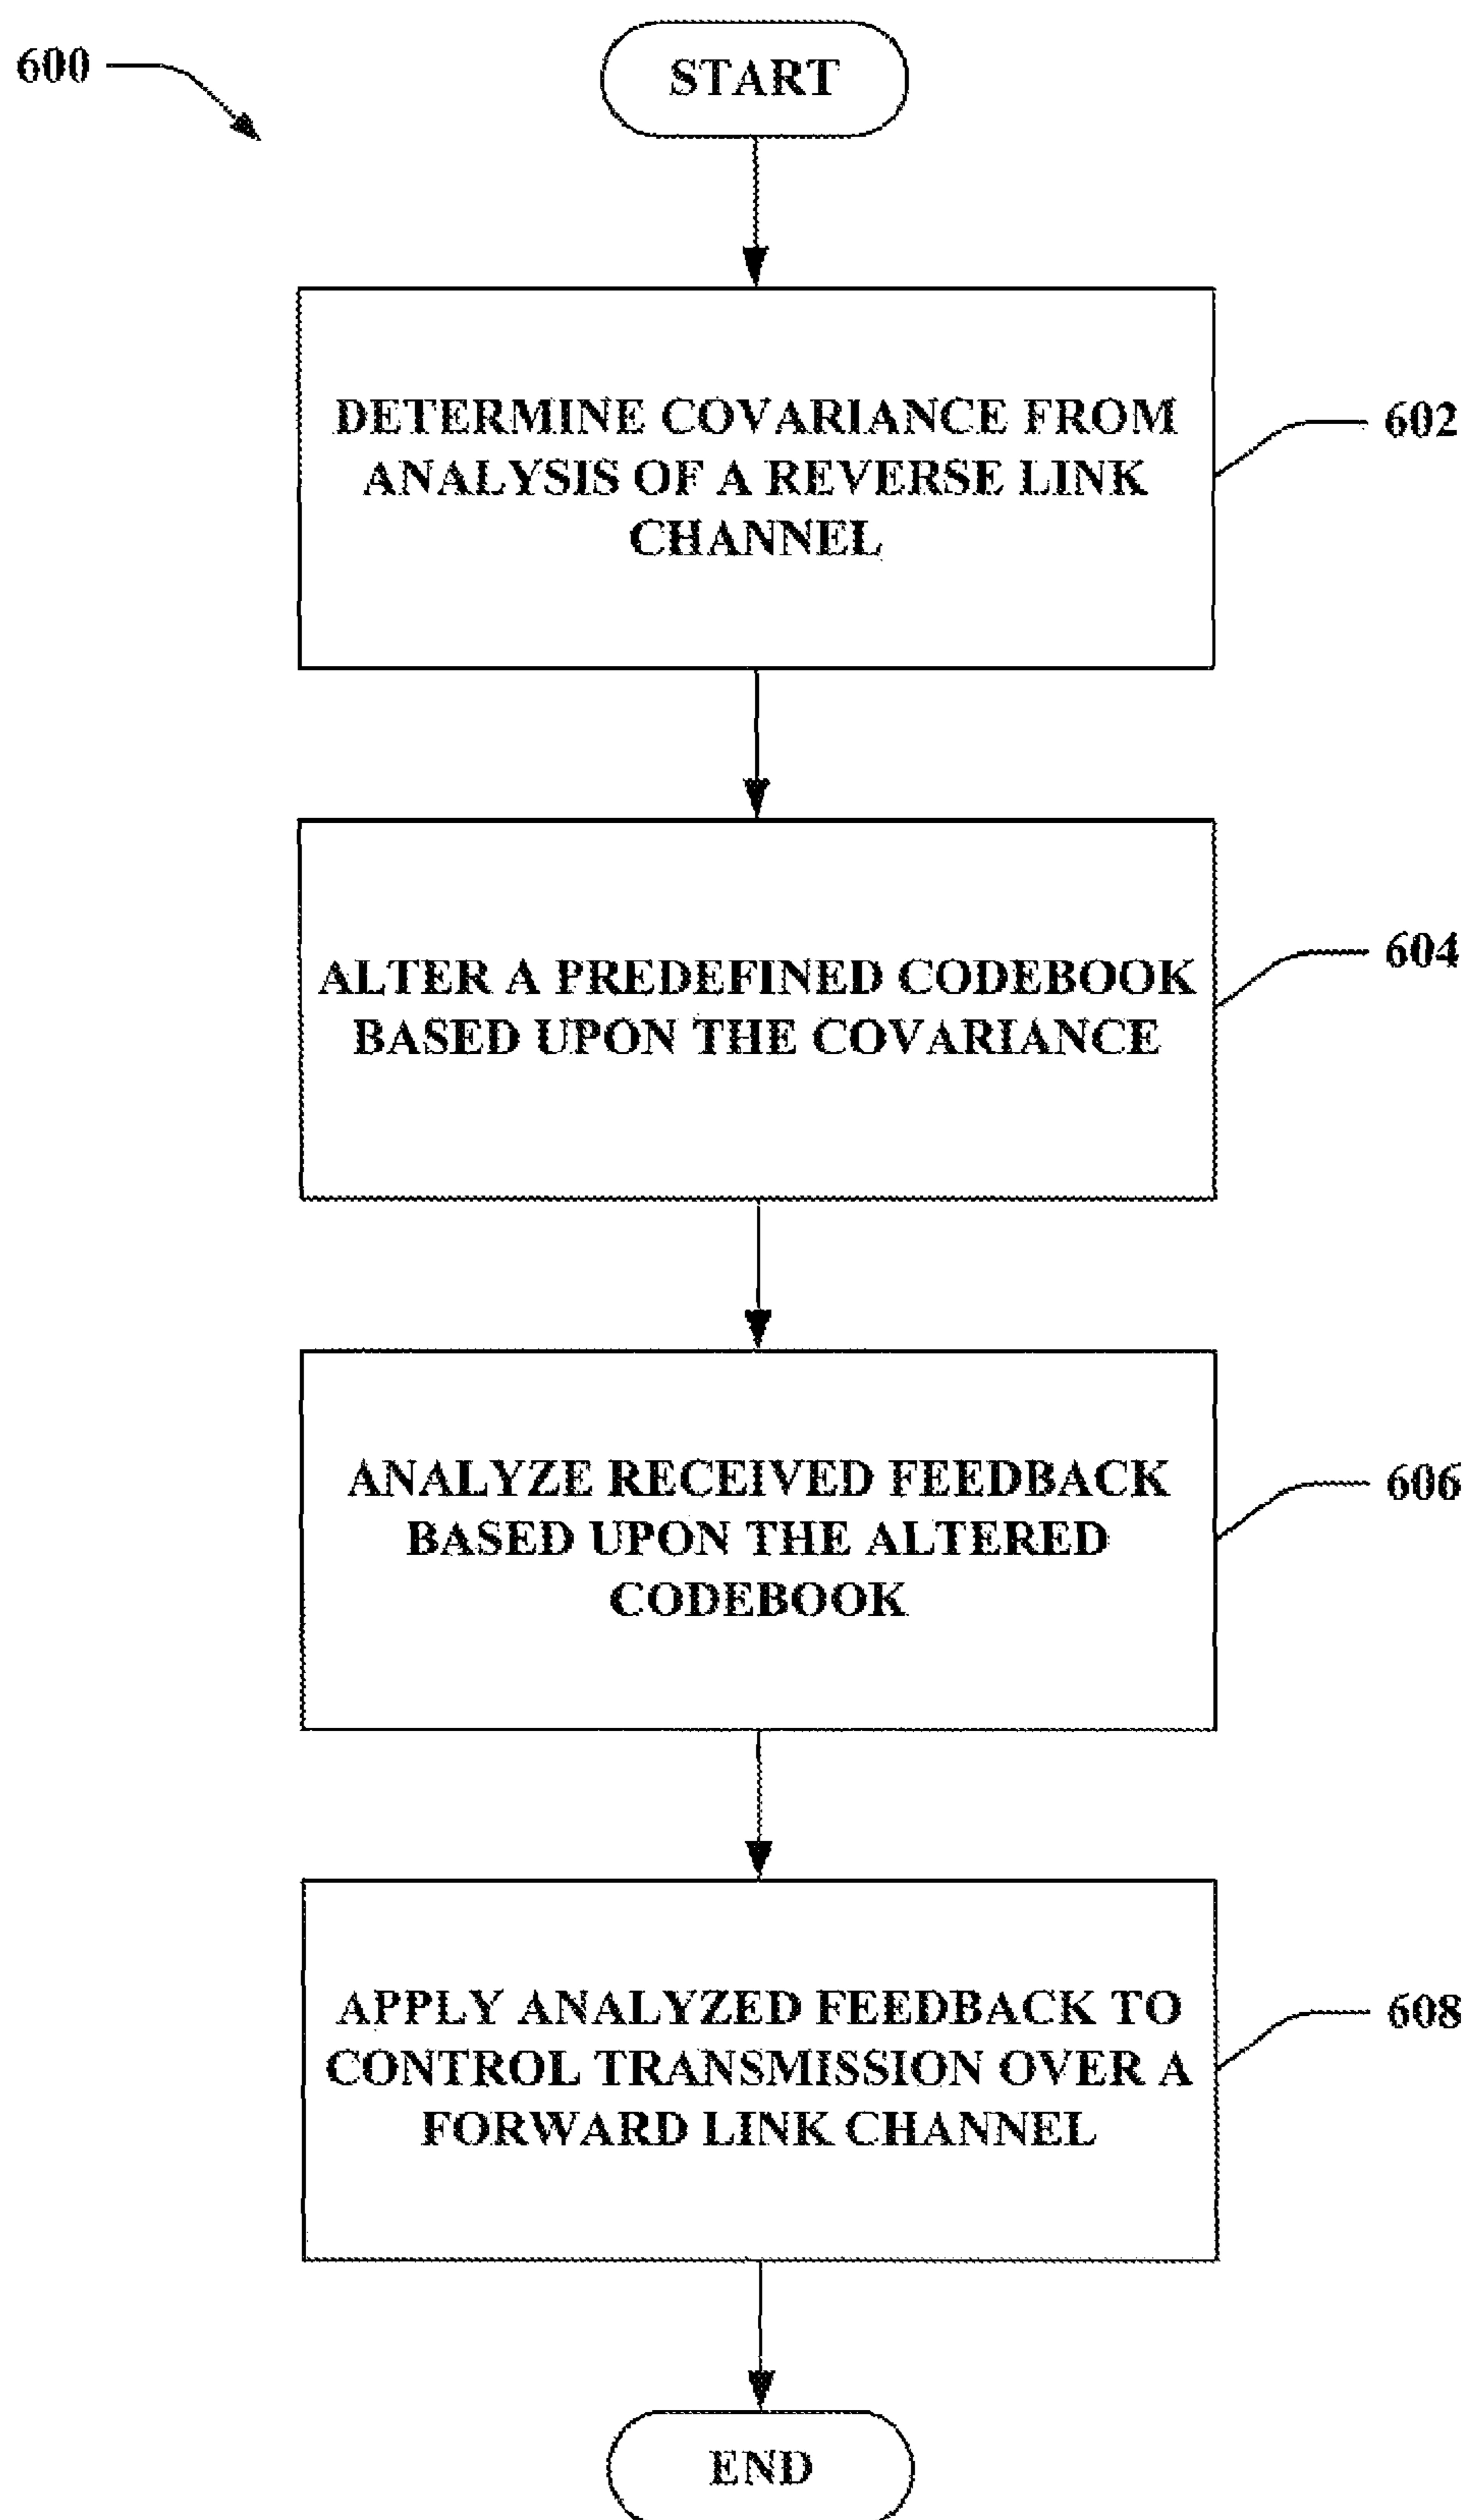 600
START
DETERMINE COVARIANCE FROM
ANALYSIS OF A REVERSE LINK
CHANNEL
602
ALTER A PREDEFINED CODEBOOK
BASED UPON THE COVARIANCE
604
ANALYZE RECEIVED FEEDBACK
BASED UPON THE ALTERED
CODEBOOK
606
APPLY ANALYZED FEEDBACK TO
CONTROL TRANSMISSION OVER A
FORWARD LINK CHANNEL
608
END